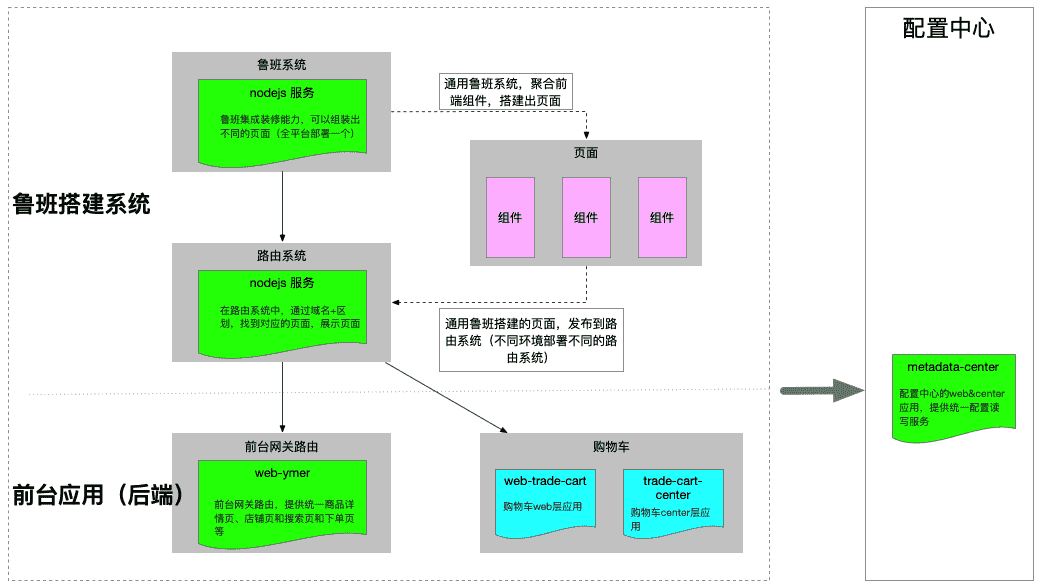 配置中心
鲁班系统
nodejs 服务
鲁班集成装修能力，可以组装出
不同的页面（全平台部署一个）
通用鲁班系统，聚合前
端组件，搭建出页面
页面
组件
组件
组件
鲁班搭建系统
路由系统
nodejs 服务
在路由系统中，通过域名+区
划，找到对应的页面，展示页面
通用鲁班搭建的页面，发布到路
由系统（不同环境部署不同的路
由系统）
metadata-center
配置中心的web&center
应用，提供统一配置读
写服务
前台应用（后端）
前台网关路由
web-ymer
前台网关路由，提供统一商品详
情页、店铺页和搜索页和下单页
等
购物车
web-trade-cart
购物车web层应用
trade-cart-
center
购物车center层应
用